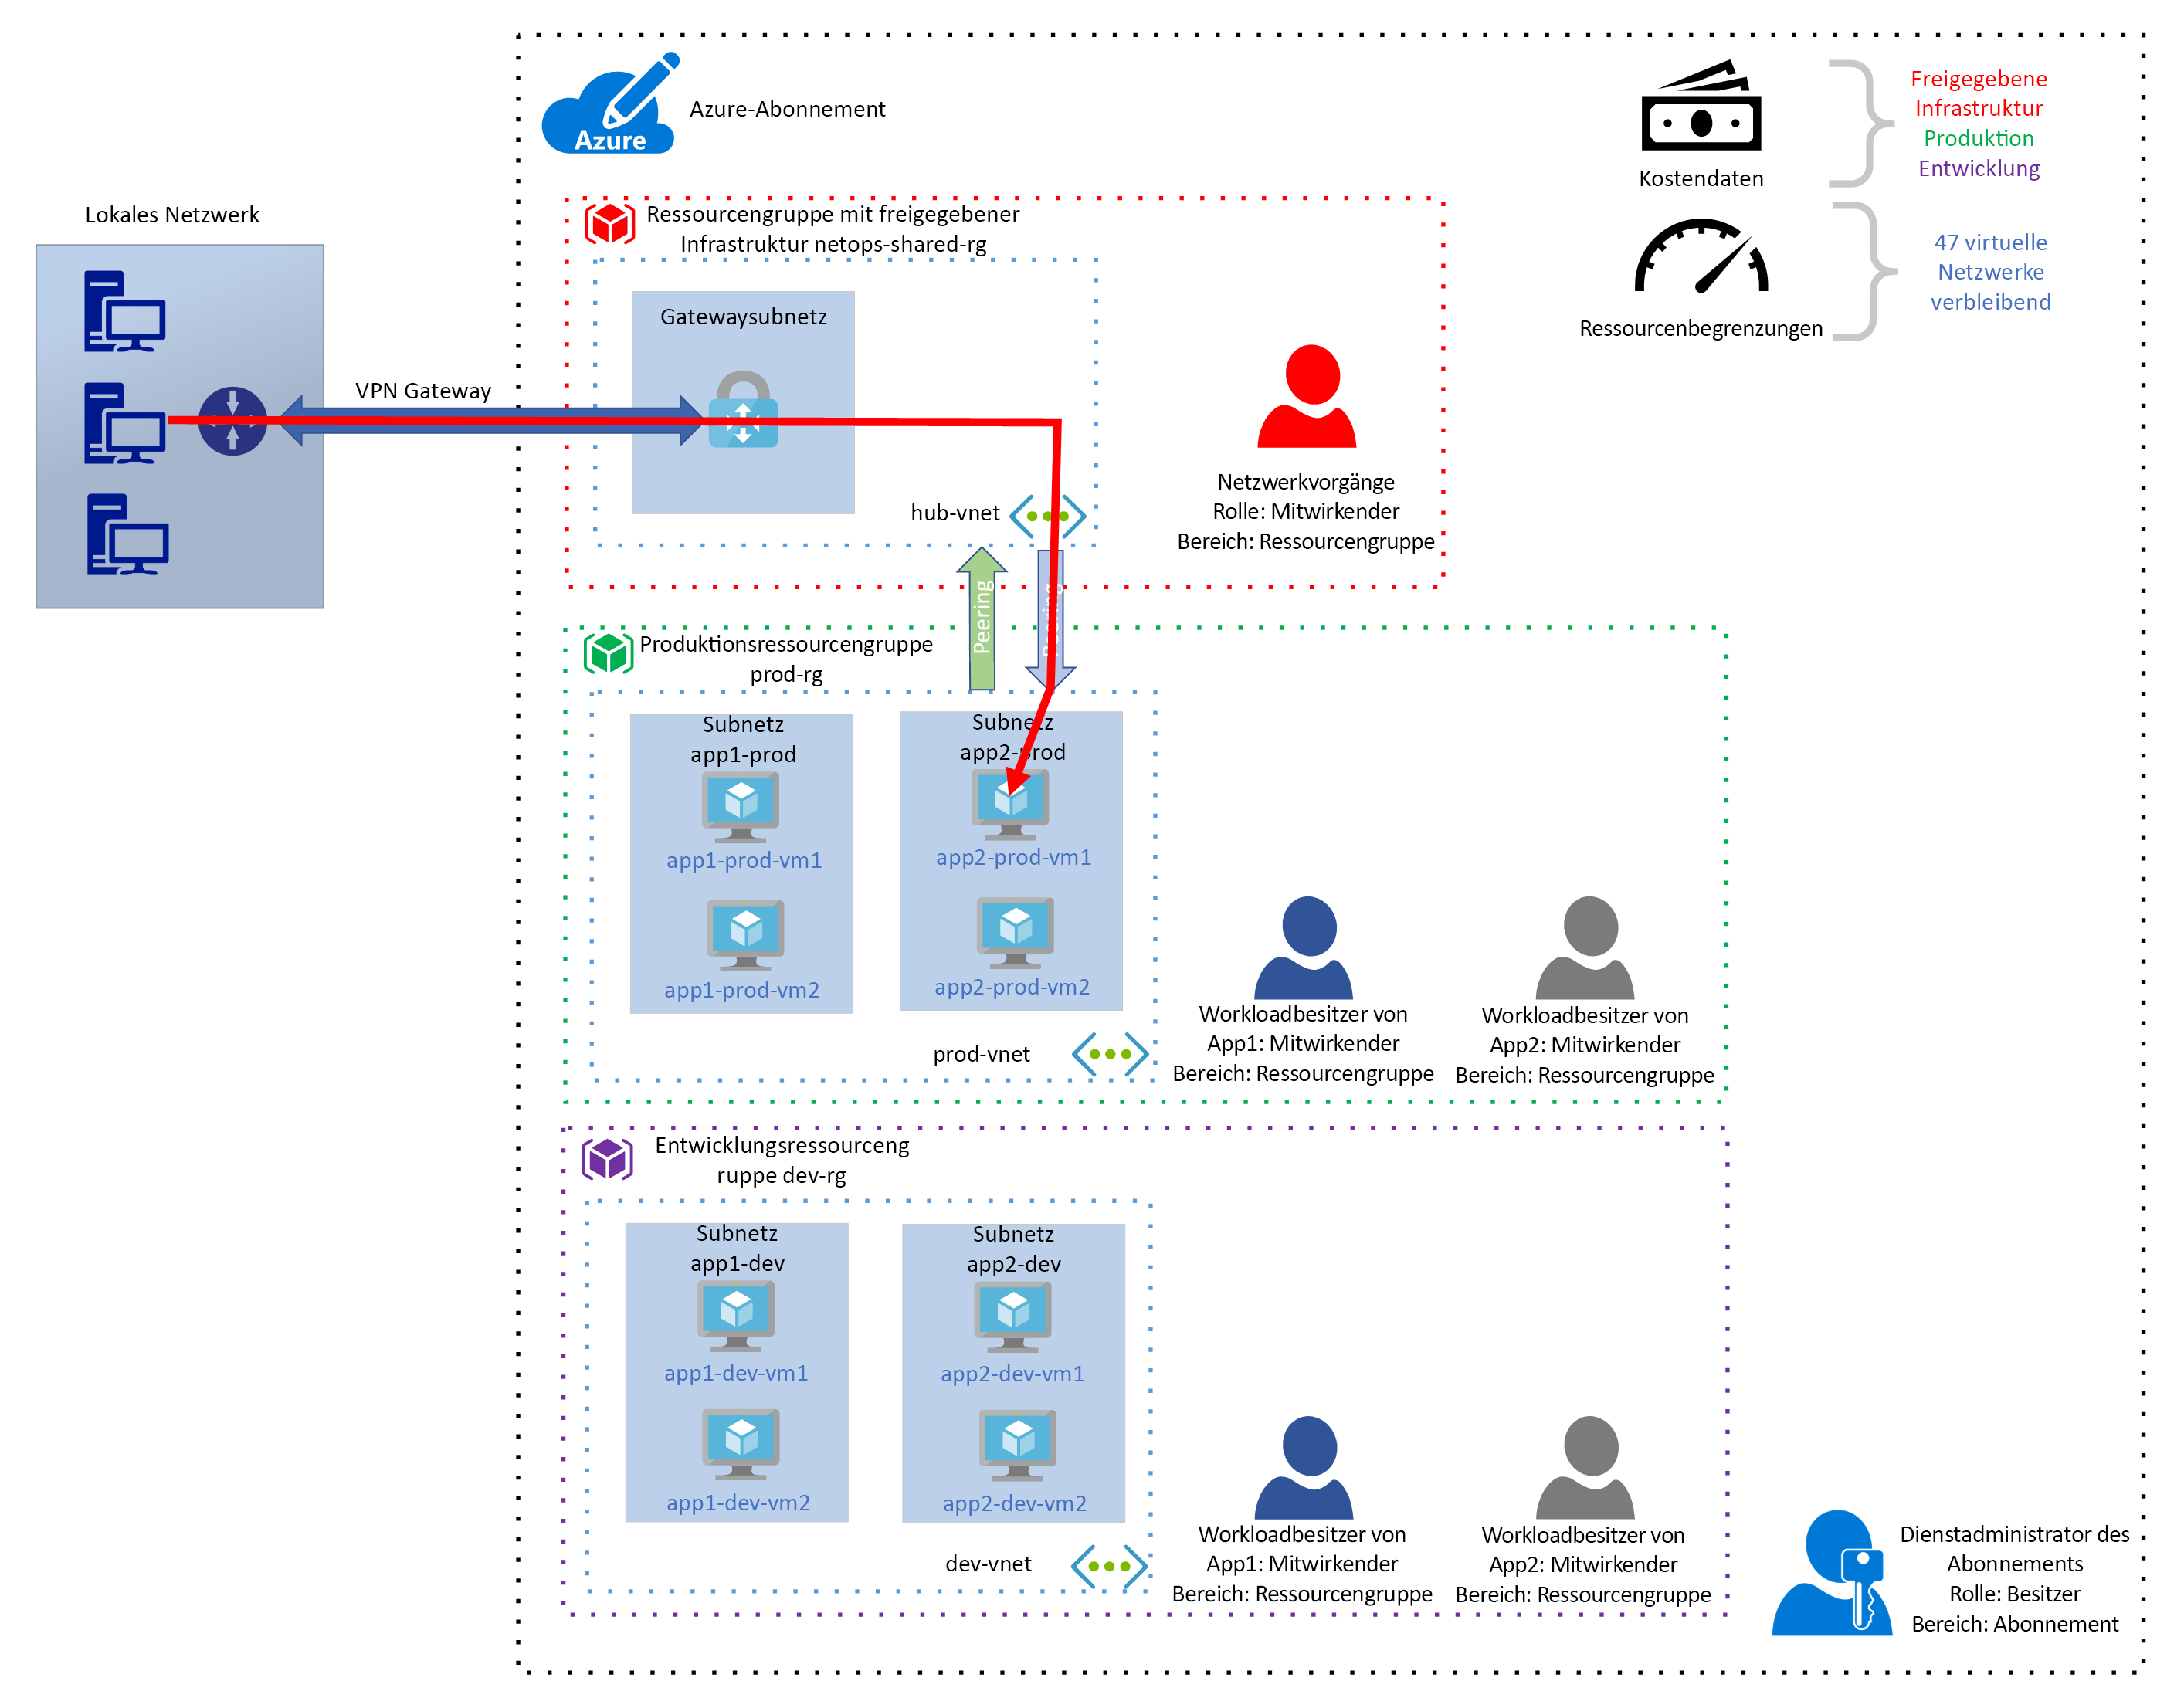 Azure
Azure-Abonnement
Kostendaten
Freigegebene
Infrastruktur
Produktion
Entwicklung
Ressourcenbegrenzungen
47 virtuelle
Netzwerke
verbleibend
Lokales Netzwerk
VPN Gateway
Ressourcengruppe mit freigegebener
Infrastruktur netops-shared-rg
Gatewaysubnetz
hub-vnet
Netzwerkvorgänge
Rolle: Mitwirkender
Bereich: Ressourcengruppe
Peering
Produktionsressourcengruppe
prod-rg
Subnetz
app1-prod
app1-prod-vm1
app1-prod-vm2
Subnetz
app2-prod
app2-prod-vm1
app2-prod-vm2
prod-vnet
Workloadbesitzer von
App1: Mitwirkender
Bereich: Ressourcengruppe
Workloadbesitzer von
App2: Mitwirkender
Bereich: Ressourcengruppe
Entwicklungsressourceng
ruppe dev-rg
Subnetz
app1-dev
app1-dev-vm1
app1-dev-vm2
Subnetz
app2-dev
app2-dev-vm1
app2-dev-vm2
dev-vnet
Workloadbesitzer von
App1: Mitwirkender
Bereich: Ressourcengruppe
Workloadbesitzer von
App2: Mitwirkender
Bereich: Ressourcengruppe
Dienstadministrator des
Abonnements
Rolle: Besitzer
Bereich: Abonnement